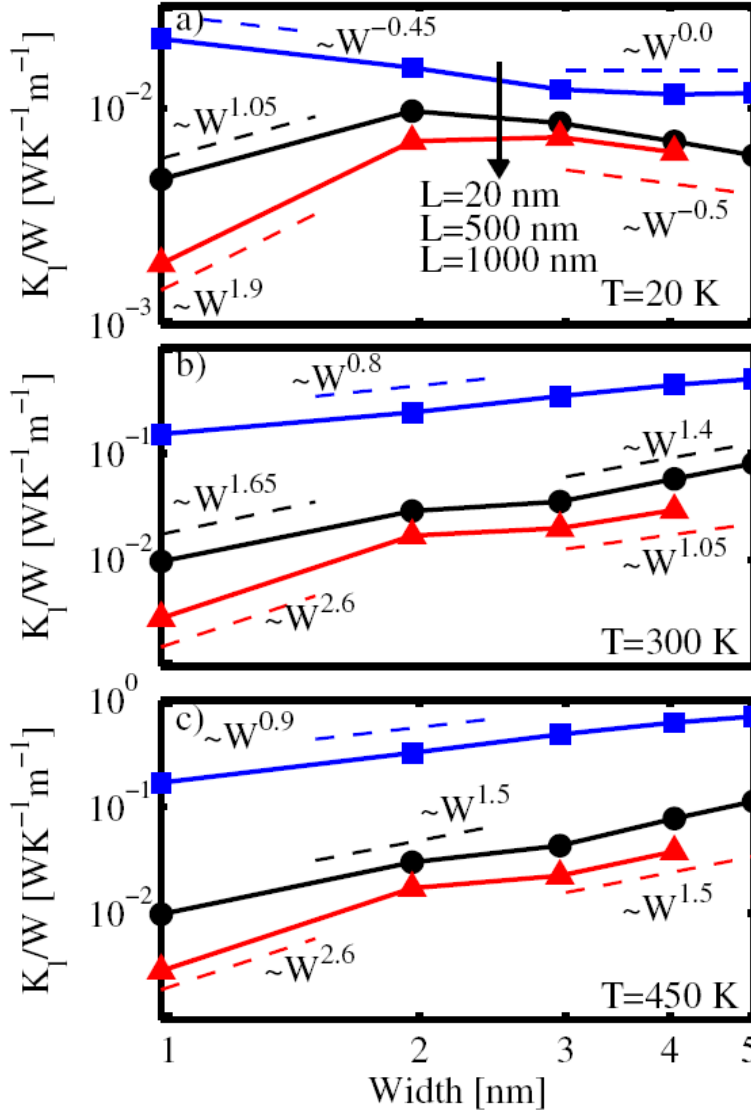 a)
~W^-0.45
~W^0.0
10^-2
~W^1.05
L=20 nm
L=500 nm
L=1000 nm
~W^-0.5
~W^1.9
T=20 K
10^-3
K_l/W [WK^-1m^-1]
b)
~W^0.8
10^-1
~W^1.4
~W^1.65
10^-2
~W^1.05
~W^2.6
T=300 K
K_l/W [WK^-1m^-1]
10^0
c)
~W^0.9
10^-1
~W^1.5
10^-2
~W^1.5
~W^2.6
T=450 K
K_l/W [WK^-1m^-1]
1 2 3 4 5
Width [nm]